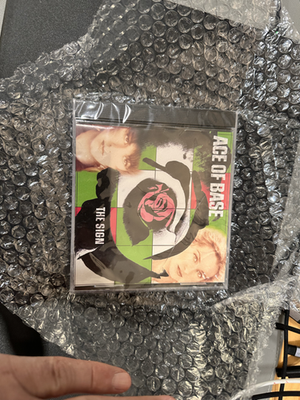 ACE OF BASE
THE SIGN